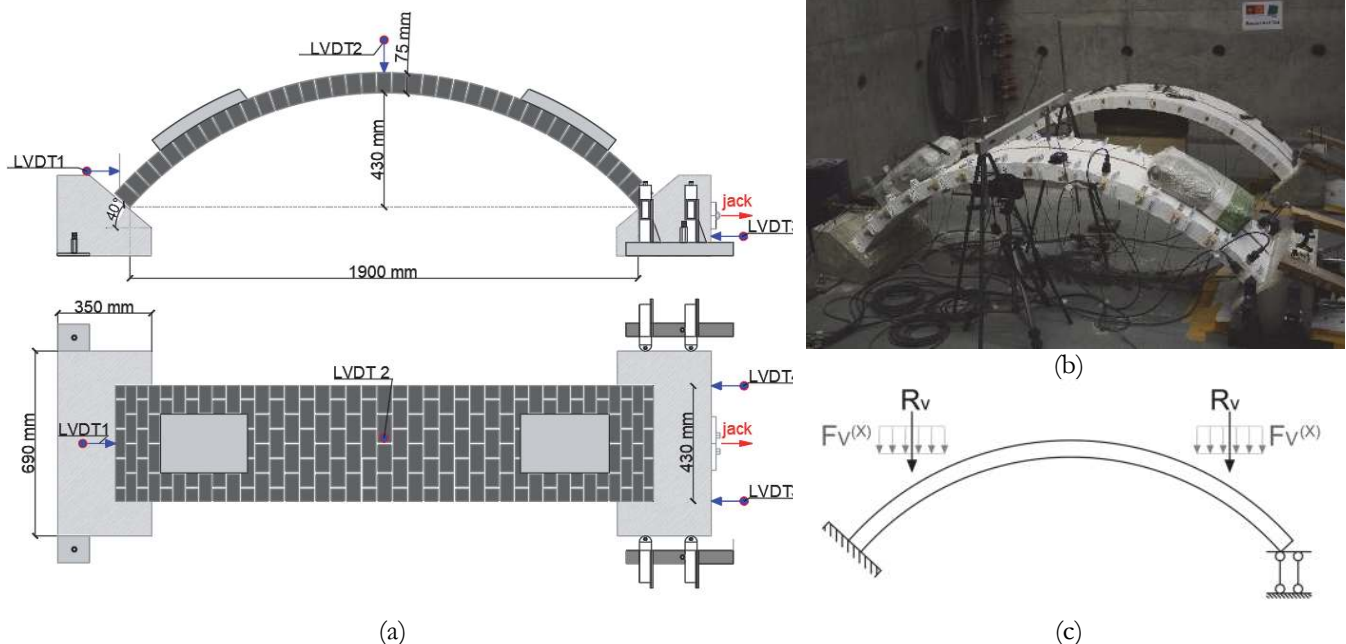 LVDT2
75 mm
430 mm
LVDT1
40°
jack
LVDT
1900 mm
350 mm
690 mm
LVDT 2
LVDT1
430 mm
LVDT
jack
LVDT
(a)
(b)
Rv
Rv
Fv(X)
Fv(X)
(c)